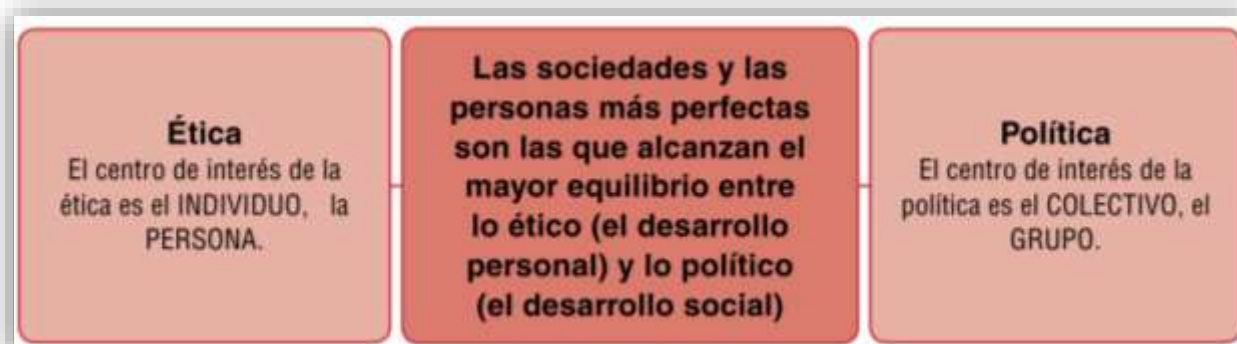 Ética
El centro de interés de la
ética es el INDIVIDUO, la
PERSONA.
Las sociedades y las
personas más perfectas
son las que alcanzan el
mayor equilibrio entre
lo ético (el desarrollo
personal) y lo político
(el desarrollo social)
Política
El centro de interés de la
política es el COLECTIVO, el
GRUPO.